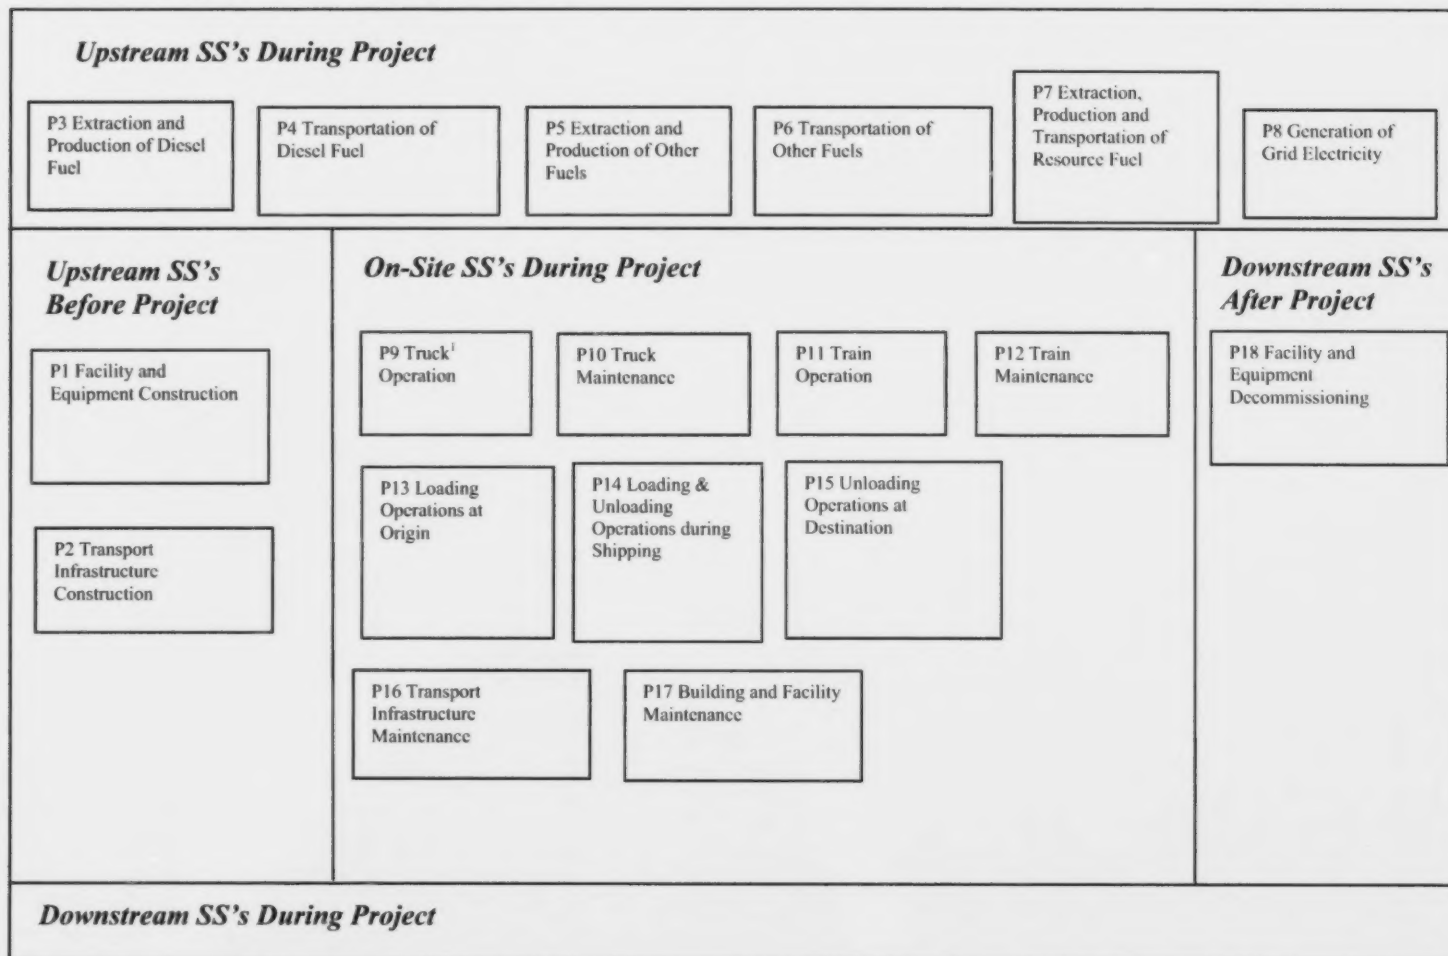 Upstream SS's During Project
P3 Extraction and
Production of Diesel
Fuel
P4 Transportation of
Diesel Fuel
P5 Extraction and
Production of Other
Fuels
P6 Transportation of
Other Fuels
P7 Extraction,
Production and
Transportation of
Resource Fuel
P8 Generation of
Grid Electricity
Upstream SS's
Before Project
P1 Facility and
Equipment Construction
P2 Transport
Infrastructure
Construction
On-Site SS's During Project
P9 Truck¹
Operation
P10 Truck
Maintenance
P11 Train
Operation
P12 Train
Maintenance
P13 Loading
Operations at
Origin
P14 Loading &
Unloading
Operations during
Shipping
P15 Unloading
Operations at
Destination
P16 Transport
Infrastructure
Maintenance
P17 Building and Facility
Maintenance
Downstream SS's
After Project
P18 Facility and
Equipment
Decommissioning
Downstream SS's During Project